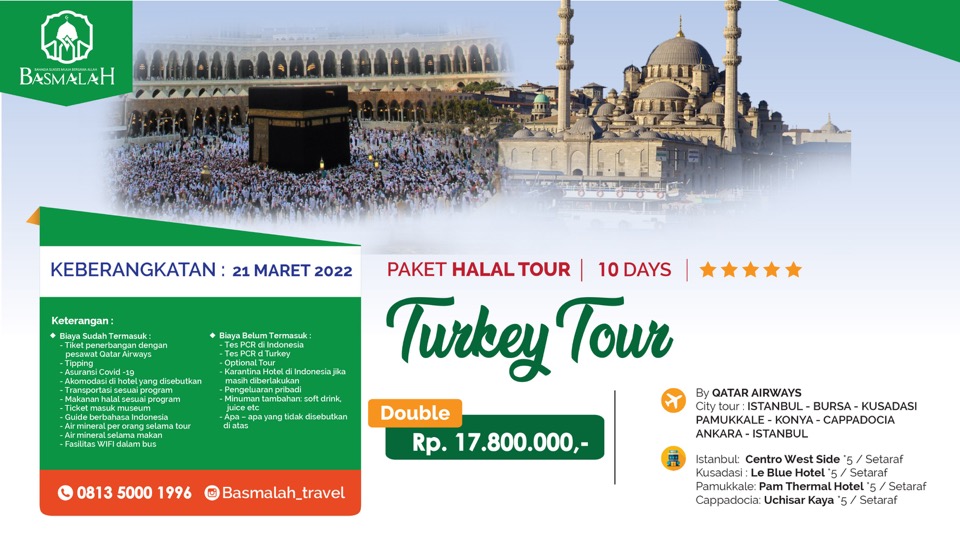 BASMALAH
KEBERANGKATAN : 21 MARET 2022
Keterangan :
Biaya Sudah Termasuk :
- Tiket penerbangan dengan
pesawat Qatar Airways
- Tipping
- Asuransi Covid -19
- Akomodasi di hotel yang disebutkan
- Transportasi sesuai program
- Makanan halal sesuai program
- Ticket masuk museum
- Guide berbahasa Indonesia
- Air mineral per orang selama tour
- Air mineral selama makan
- Fasilitas WIFI dalam bus
Biaya Belum Termasuk :
- Tes PCR di Indonesia
- Tes PCR d Turkey
- Optional Tour
- Karantina Hotel di Indonesia jika
masih diberlakukan
- Pengeluaran pribadi
- Minuman tambahan: soft drink,
juice etc
- Apa – apa yang tidak disebutkan
di atas
0813 5000 1996 Basmalah_travel
PAKET HALAL TOUR | 10 DAYS |
Turkey Tour
Double
Rp. 17.800.000,-
By QATAR AIRWAYS
City tour : ISTANBUL - BURSA - KUSADASI
PAMUKKALE - KONYA - CAPPADOCIA
ANKARA - ISTANBUL
Istanbul: Centro West Side *5 / Setaraf
Kusadasi : Le Blue Hotel *5 / Setaraf
Pamukkale: Pam Thermal Hotel *5 / Setaraf
Cappadocia: Uchisar Kaya *5 / Setaraf